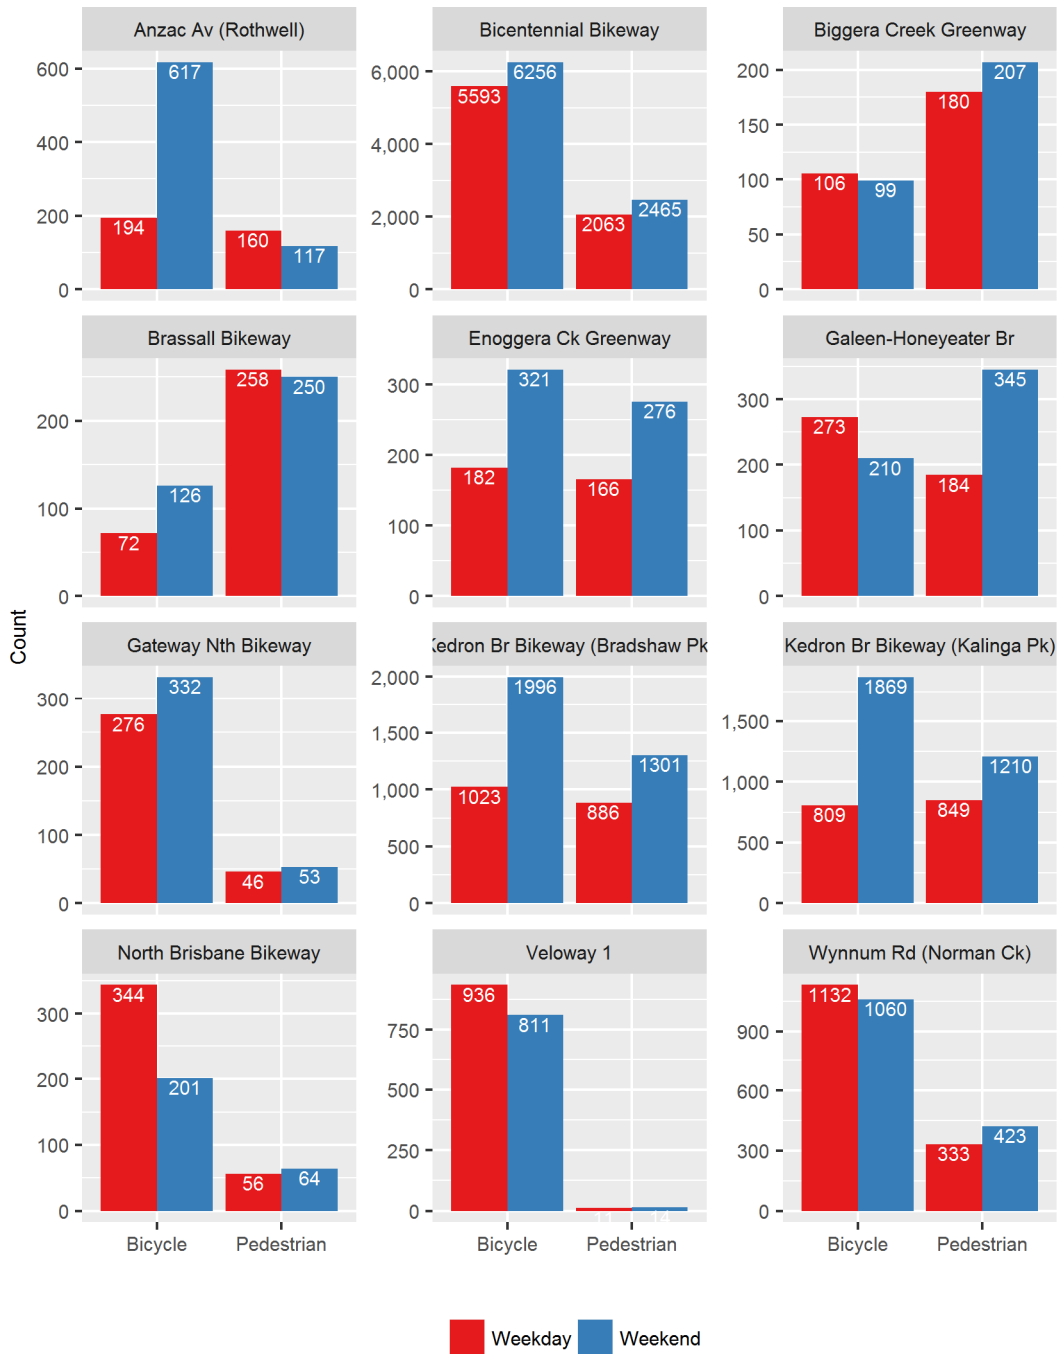 Anzac Av (Rothwell) Bicentennial Bikeway Biggera Creek Greenway
600 617 194 160 117 400 200 0
6,000 5593 6256 2063 2465 4,000 2,000 0
200 180 207 106 99 150 100 50 0
Brassall Bikeway Enoggera Ck Greenway Galeen-Honeyeater Br
200 258 250 72 126 100 0
300 321 276 182 166 200 100 0
300 345 273 210 184 200 100 0
Count
Gateway Nth Bikeway Kedron Br Bikeway (Bradshaw Pk Kedron Br Bikeway (Kalinga Pk)
300 276 332 46 53 200 100 0
2,000 1996 1023 886 1301 1,500 1,000 500 0
1,500 1869 809 849 1210 1,000 500 0
North Brisbane Bikeway Veloway 1 Wynnum Rd (Norman Ck)
300 344 201 56 64 200 100 0
750 936 811 11 14 500 250 0
900 1132 1060 333 423 600 300 0
Bicycle Pedestrian Bicycle Pedestrian Bicycle Pedestrian
Weekday Weekend